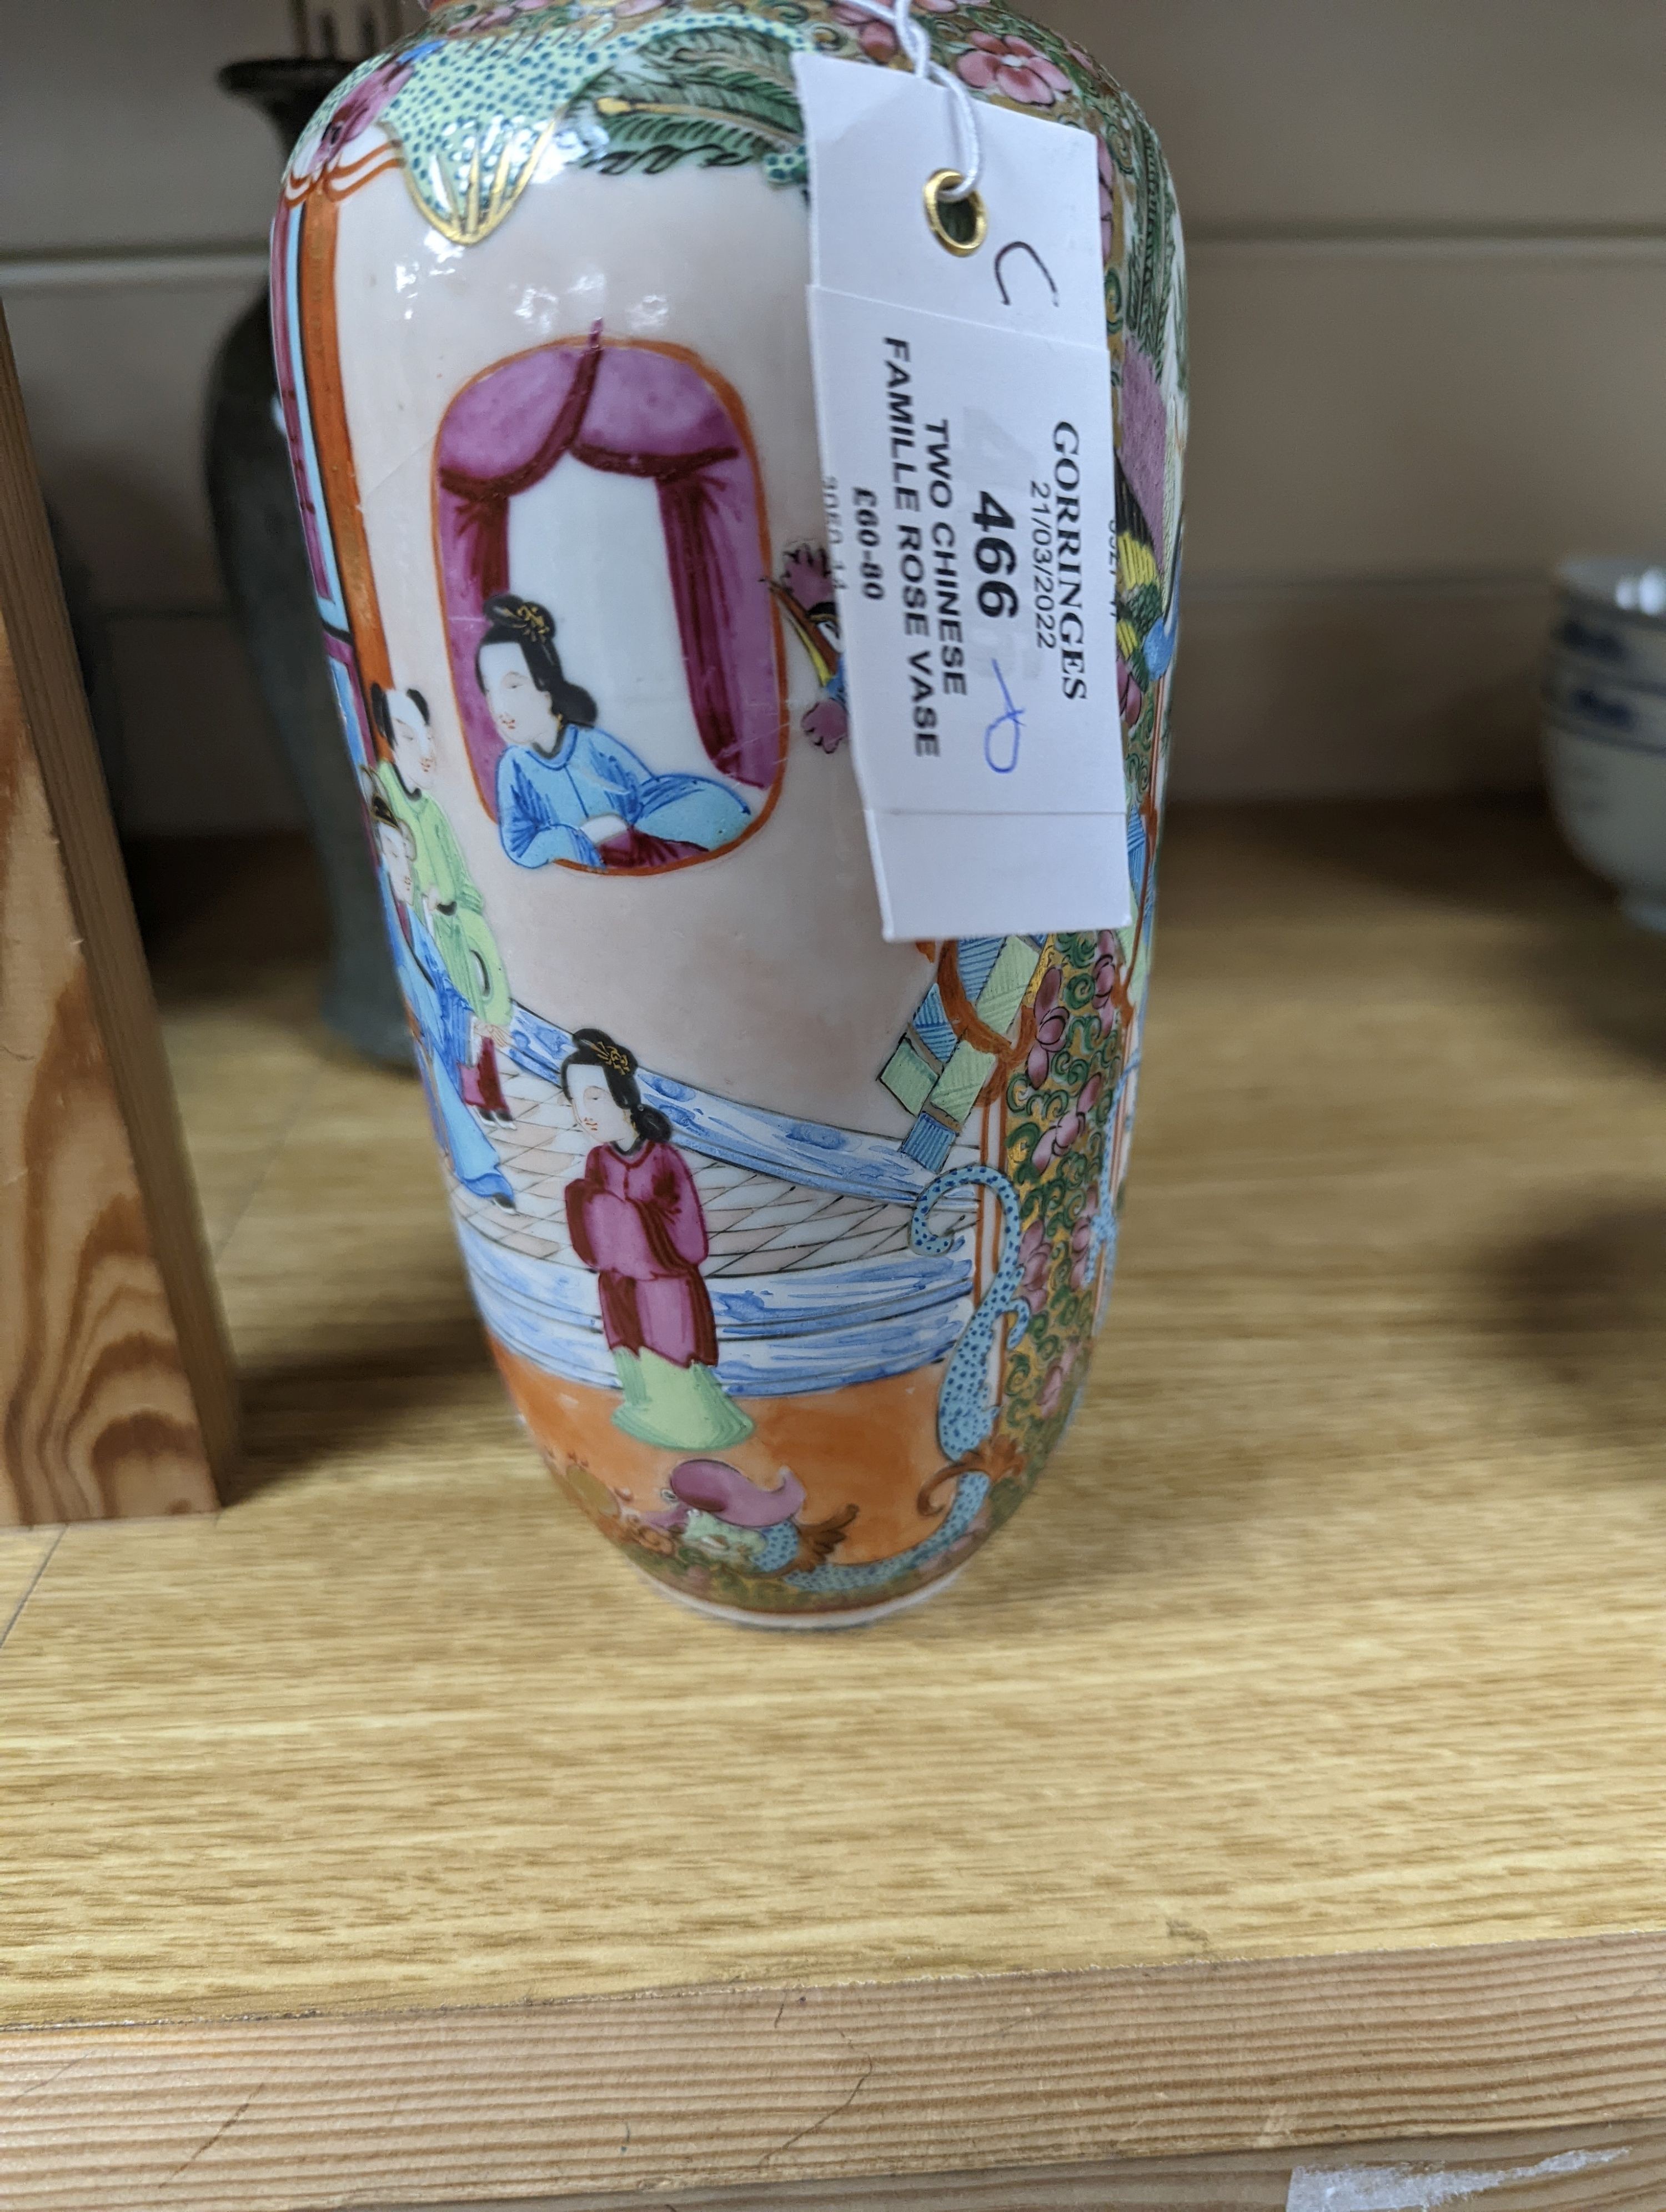 C
GORRINGES
21/03/2022
466
TWO CHINESE
FAMILLE ROSE VASE
£60-80